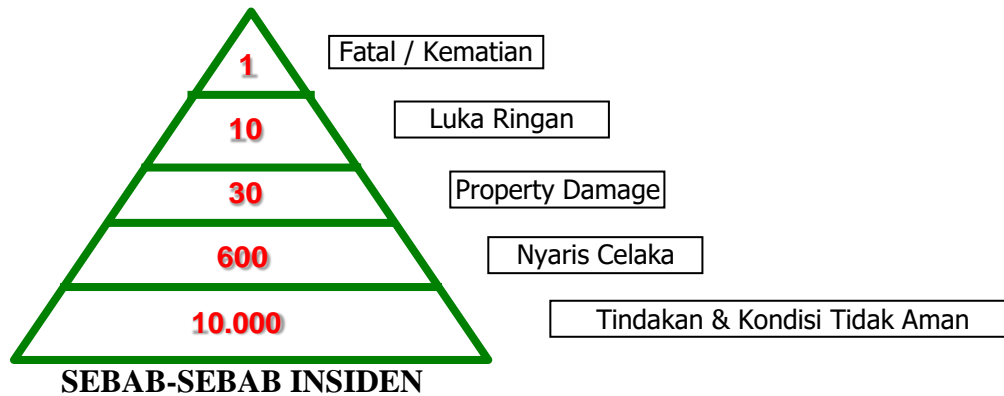 1
Fatal / Kematian
10
Luka Ringan
30
Property Damage
600
Nyaris Celaka
10.000
Tindakan & Kondisi Tidak Aman
SEBAB-SEBAB INSIDEN